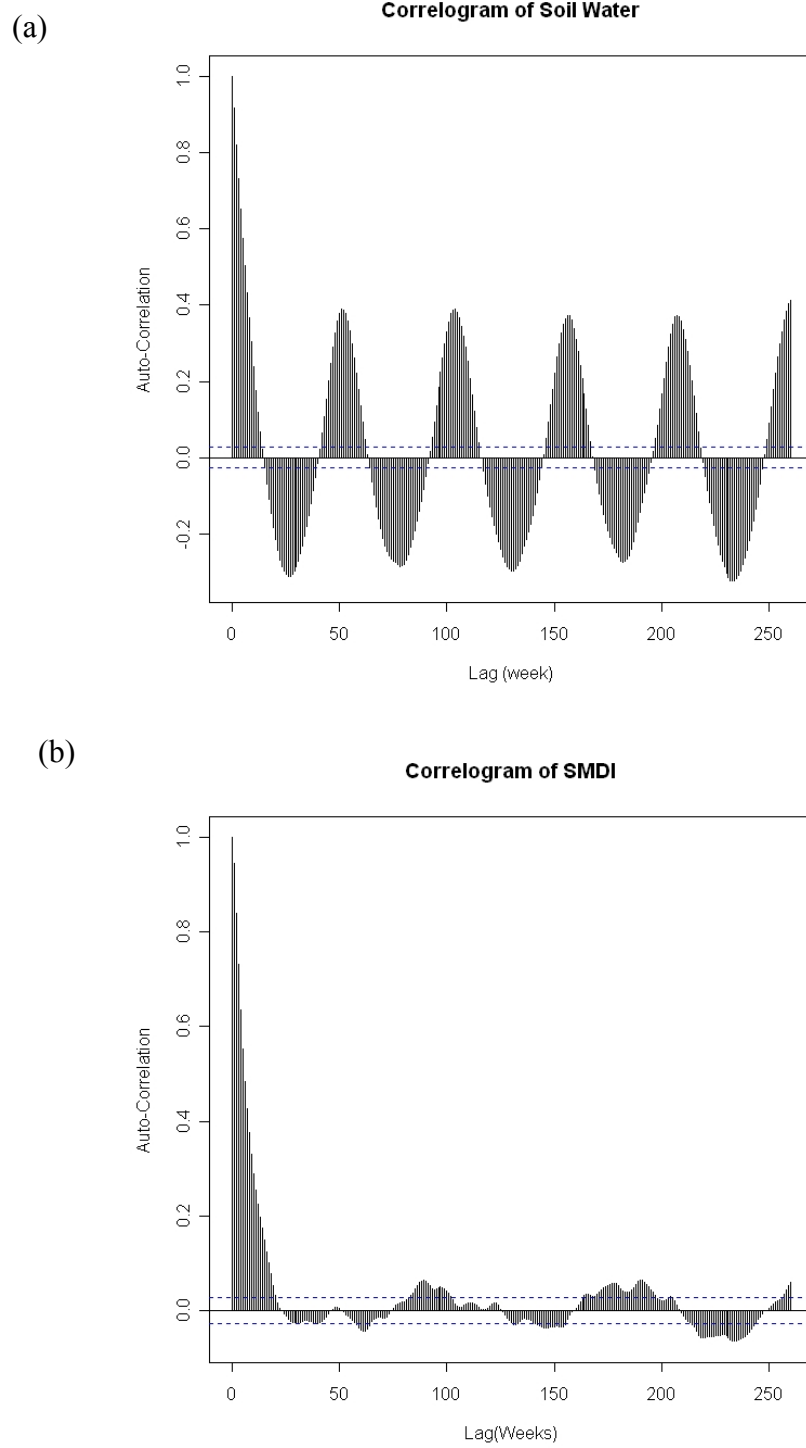 (a)
Correlogram of Soil Water
Auto-Correlation
1.0
0.8
0.6
0.4
0.2
0.0
-0.2
0 50 100 150 200 250
Lag (week)
(b)
Correlogram of SMDI
Auto-Correlation
1.0
0.8
0.6
0.4
0.2
0.0
0 50 100 150 200 250
Lag(Weeks)